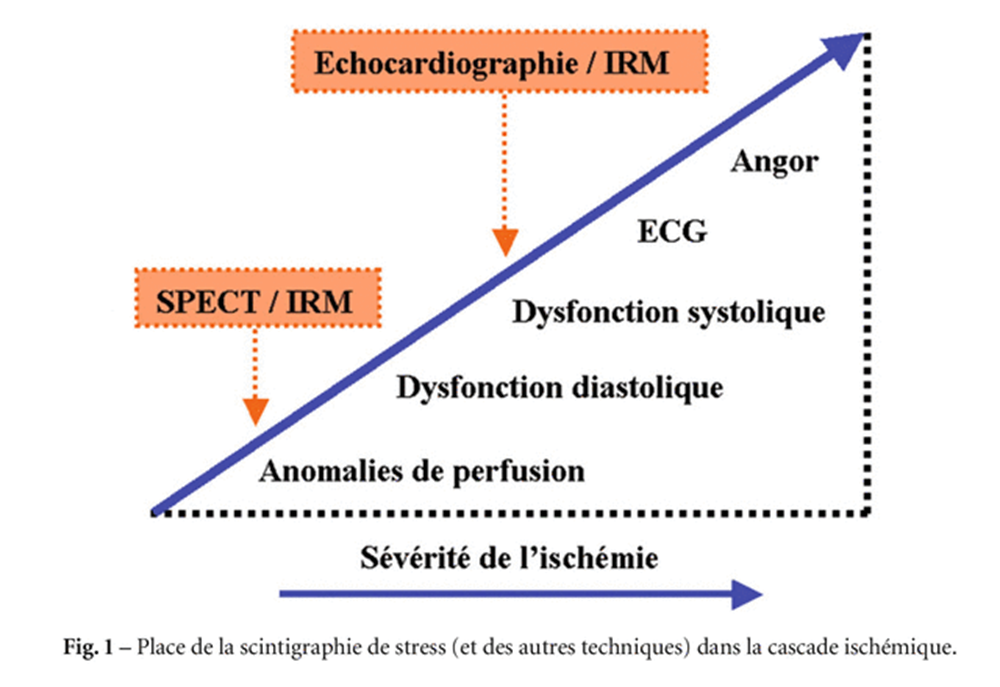 Echocardiographie / IRM
Angor
ECG
SPECT / IRM
Dysfonction systolique
Dysfonction diastolique
Anomalies de perfusion
Sévérité de l’ischémie
Fig. 1 – Place de la scintigraphie de stress (et des autres techniques) dans la cascade ischémique.